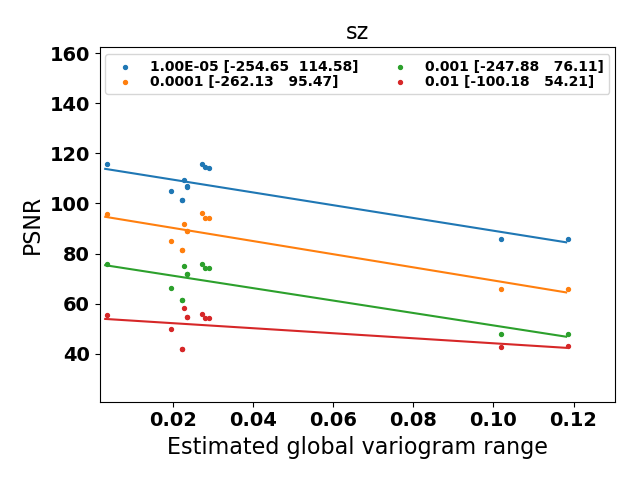 sz
1.00E-05 [-254.65  114.58]
0.0001 [-262.13   95.47]
0.001 [-247.88   76.11]
0.01 [-100.18   54.21]
PSNR
160
140
120
100
80
60
40
0.02 0.04 0.06 0.08 0.10 0.12
Estimated global variogram range